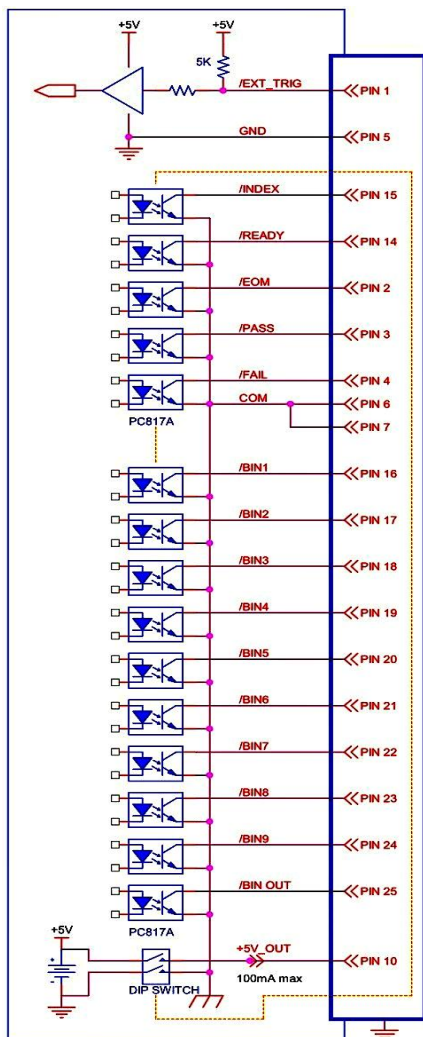 +5V +5V
5K
/EXT_TRIG PIN 1
GND PIN 5
/INDEX PIN 15
/READY PIN 14
/EOM PIN 2
/PASS PIN 3
/FAIL PIN 4
COM PIN 6
PC817A PIN 7
/BIN1 PIN 16
/BIN2 PIN 17
/BIN3 PIN 18
/BIN4 PIN 19
/BIN5 PIN 20
/BIN6 PIN 21
/BIN7 PIN 22
/BIN8 PIN 23
/BIN9 PIN 24
/BIN OUT PIN 25
PC817A
+5V
+5V_OUT PIN 10
100mA max
DIP SWITCH
+
-